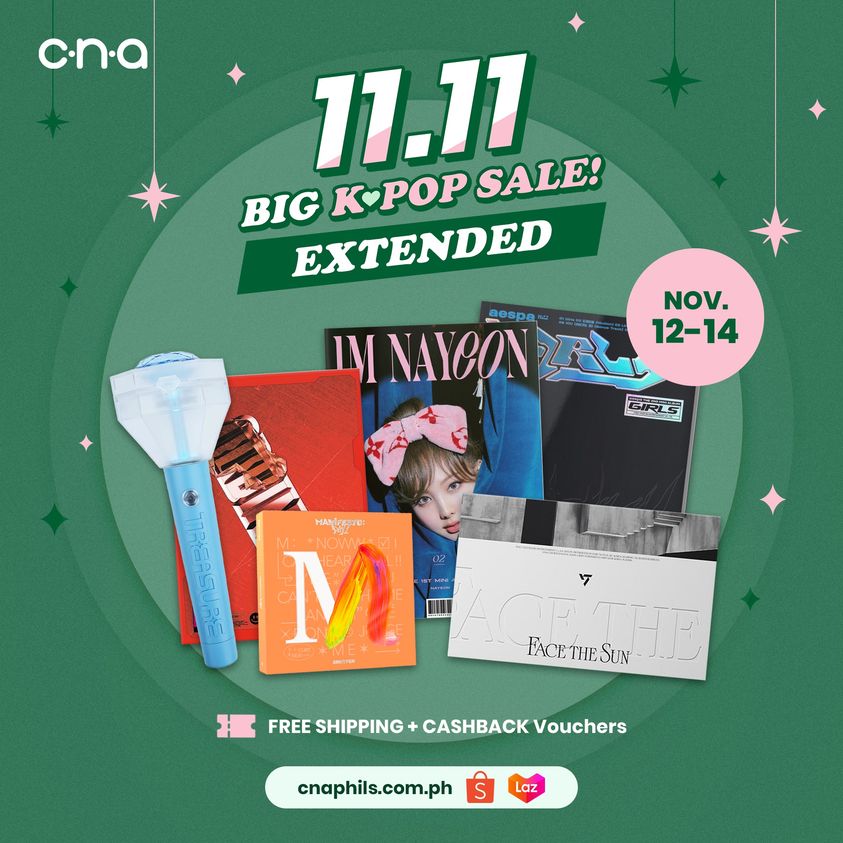 c·n·a
11.11
BIG K♥POP SALE!
EXTENDED
NOV.
12–14
aespa
GIRLS
IM NAYEON
TREASURE
M
02
FACE THE
FACE THE SUN
FREE SHIPPING + CASHBACK Vouchers
cnaphils.com.ph
S
Laz